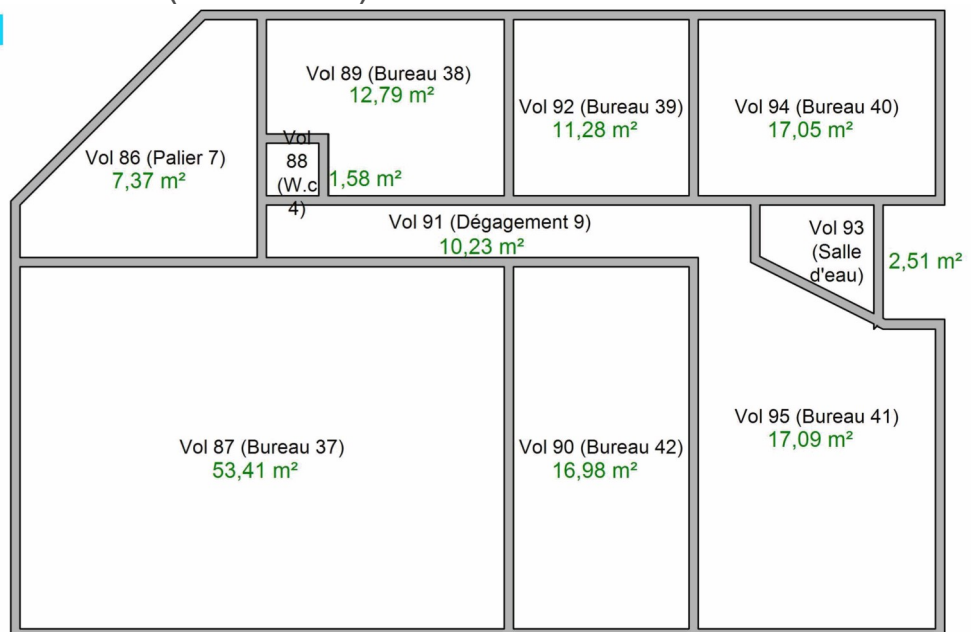 Vol 89 (Bureau 38)
12,79 m²
Vol 92 (Bureau 39)
11,28 m²
Vol 94 (Bureau 40)
17,05 m²
Vol 86 (Palier 7)
7,37 m²
Vol
88
(W.c
4)
1,58 m²
Vol 91 (Dégagement 9)
10,23 m²
Vol 93
(Salle
d'eau)
2,51 m²
Vol 87 (Bureau 37)
53,41 m²
Vol 90 (Bureau 42)
16,98 m²
Vol 95 (Bureau 41)
17,09 m²